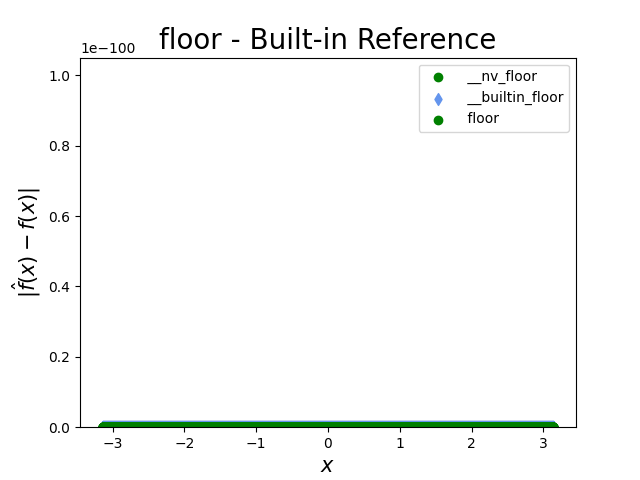 floor - Built-in Reference
1e−100
1.0
0.8
0.6
0.4
0.2
0.0
|f̂(x) − f(x)|
__nv_floor
__builtin_floor
floor
−3
−2
−1
0
1
2
3
x